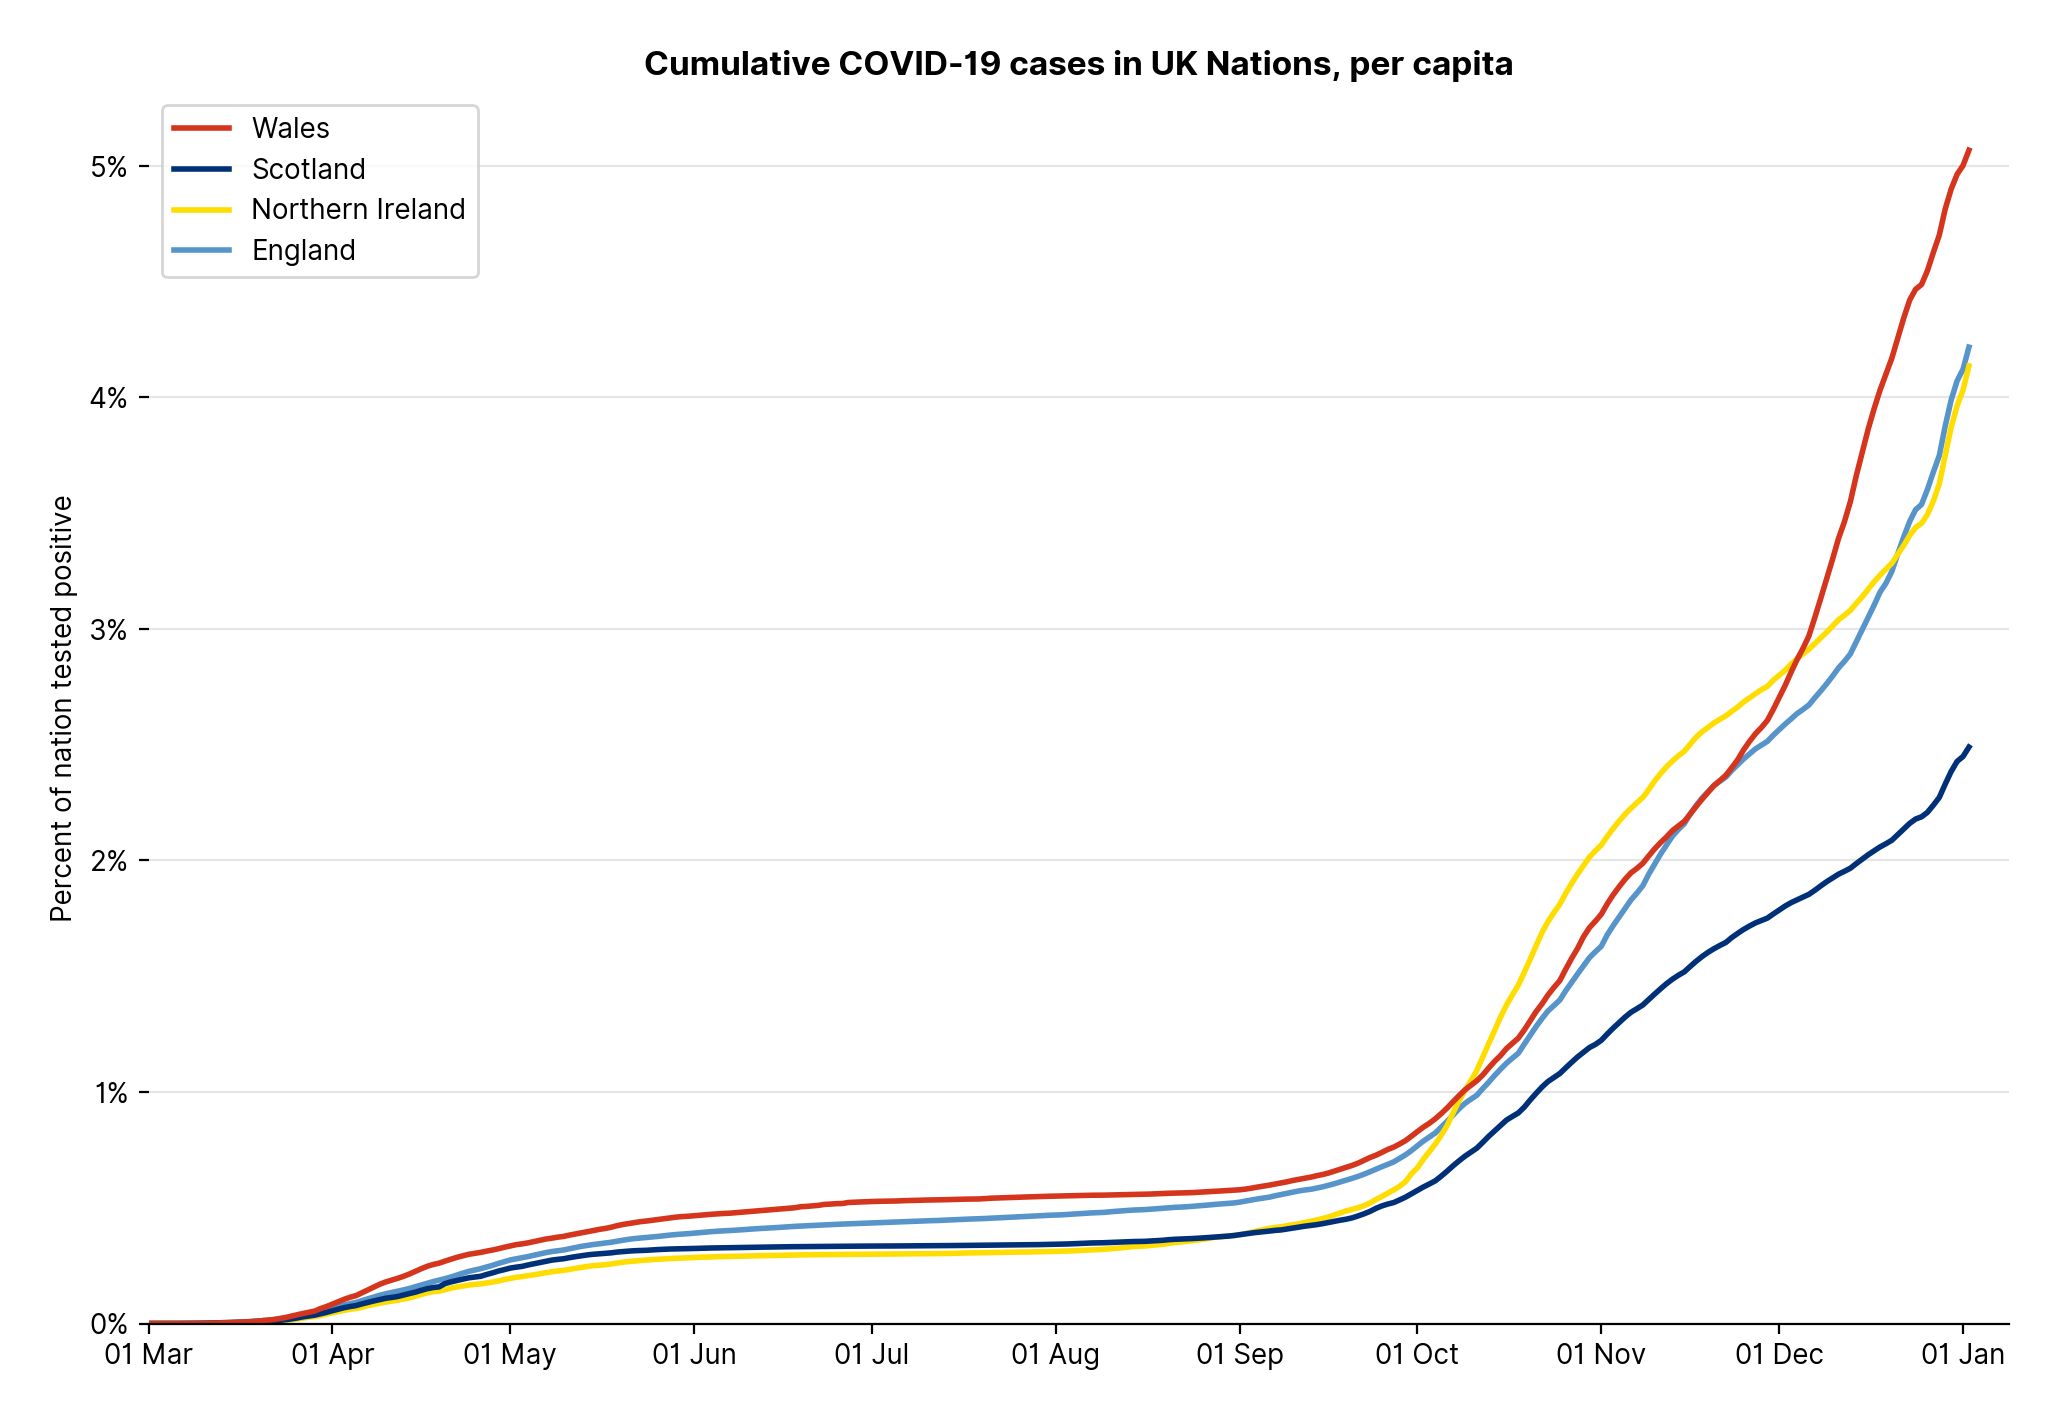 Cumulative COVID-19 cases in UK Nations, per capita
Wales
Scotland
Northern Ireland
England
Percent of nation tested positive
5%
4%
3%
2%
1%
0%
01 Mar
01 Apr
01 May
01 Jun
01 Jul
01 Aug
01 Sep
01 Oct
01 Nov
01 Dec
01 Jan